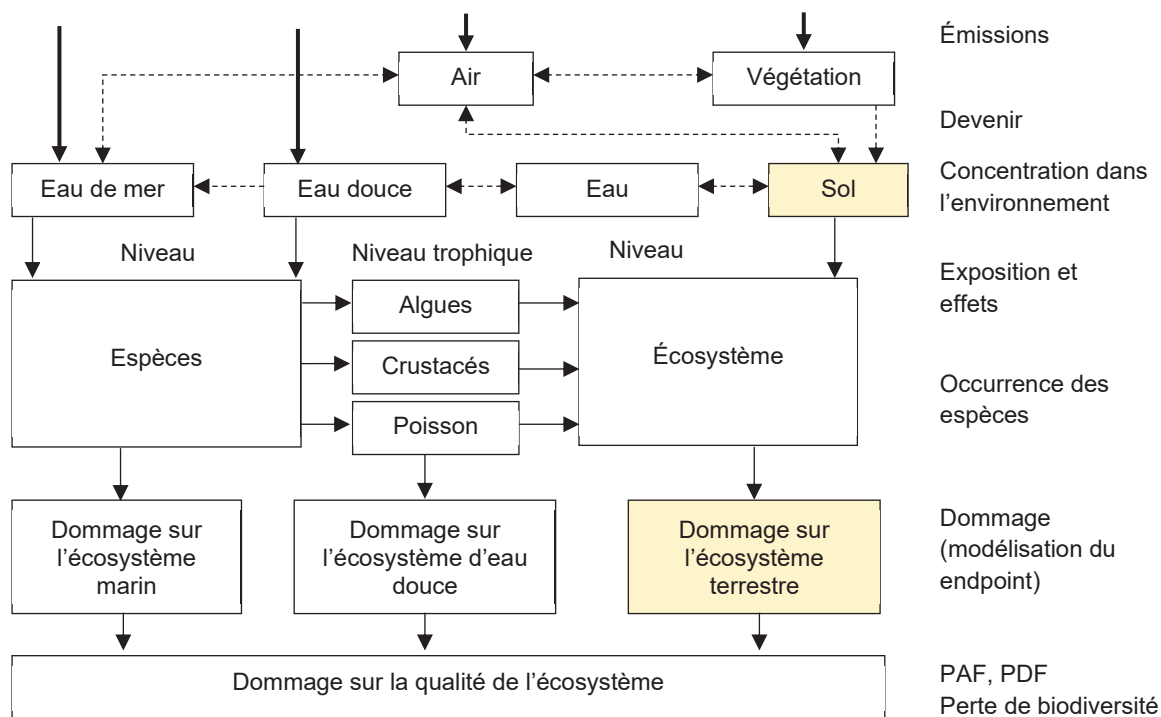 Émissions
Air
Végétation
Devenir
Eau de mer
Eau douce
Eau
Sol
Concentration dans
l’environnement
Niveau
Niveau trophique
Niveau
Exposition et
effets
Espèces
Algues
Crustacés
Poisson
Écosystème
Occurrence des
espèces
Dommage sur
l’écosystème
marin
Dommage sur
l’écosystème d’eau
douce
Dommage sur
l’écosystème
terrestre
Dommage
(modélisation du
endpoint)
Dommage sur la qualité de l’écosystème
PAF, PDF
Perte de biodiversité